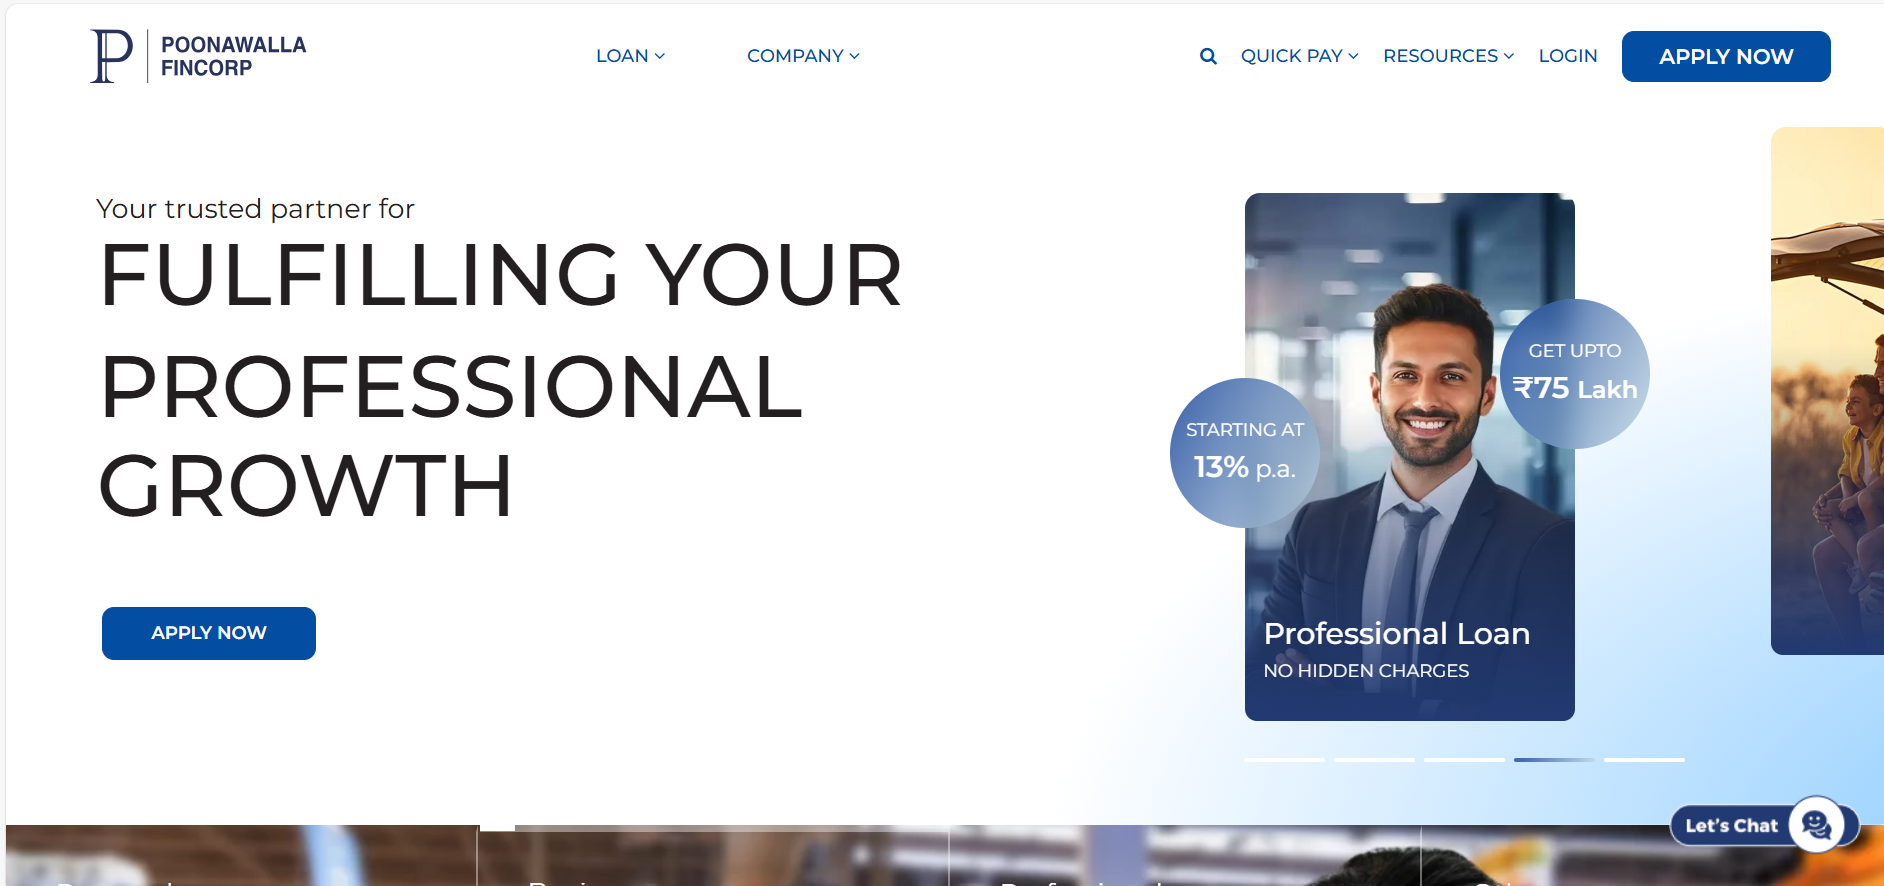 POONAWALLA
FINCORP
LOAN
COMPANY
QUICK PAY
RESOURCES
LOGIN
APPLY NOW
Your trusted partner for
FULFILLING YOUR
PROFESSIONAL
GROWTH
APPLY NOW
STARTING AT
13% p.a.
GET UPTO
₹75 Lakh
Professional Loan
NO HIDDEN CHARGES
Let's Chat